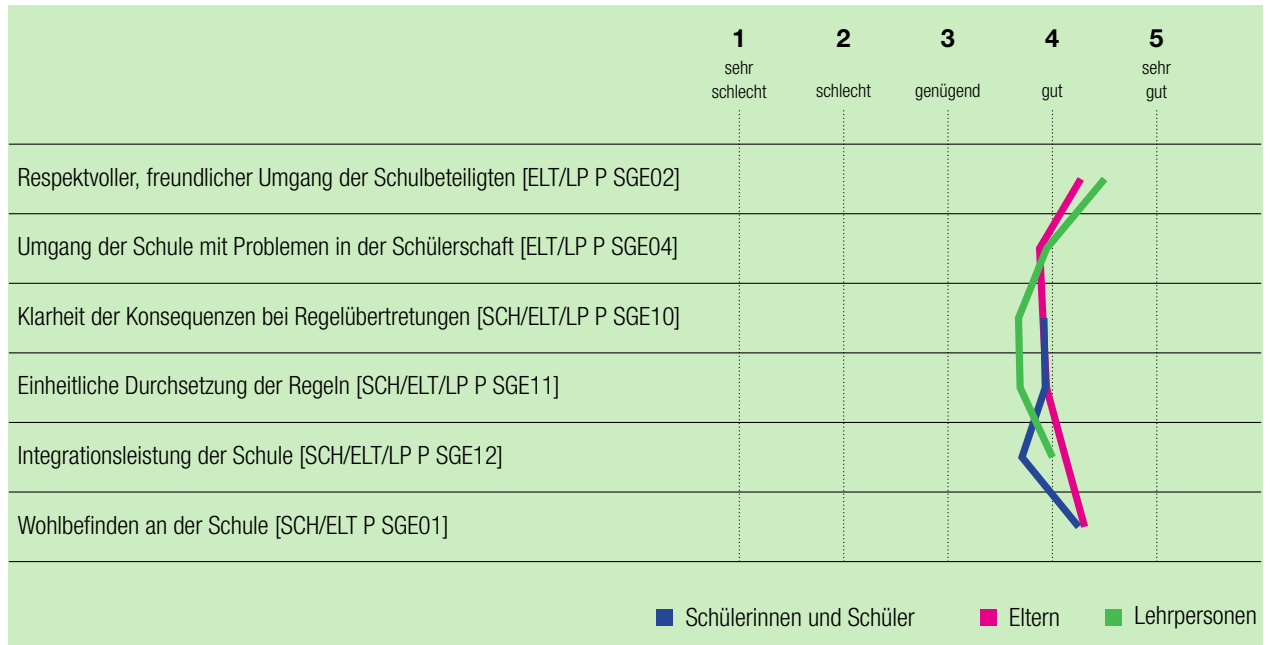 1 2 3 4 5
sehr schlecht schlecht genügend gut sehr gut
Respektvoller, freundlicher Umgang der Schulbeteiligten [ELT/LP P SGE02]
Umgang der Schule mit Problemen in der Schülerschaft [ELT/LP P SGE04]
Klarheit der Konsequenzen bei Regelübertretungen [SCH/ELT/LP P SGE10]
Einheitliche Durchsetzung der Regeln [SCH/ELT/LP P SGE11]
Integrationsleistung der Schule [SCH/ELT/LP P SGE12]
Wohlbefinden an der Schule [SCH/ELT P SGE01]
Schülerinnen und Schüler Eltern Lehrpersonen